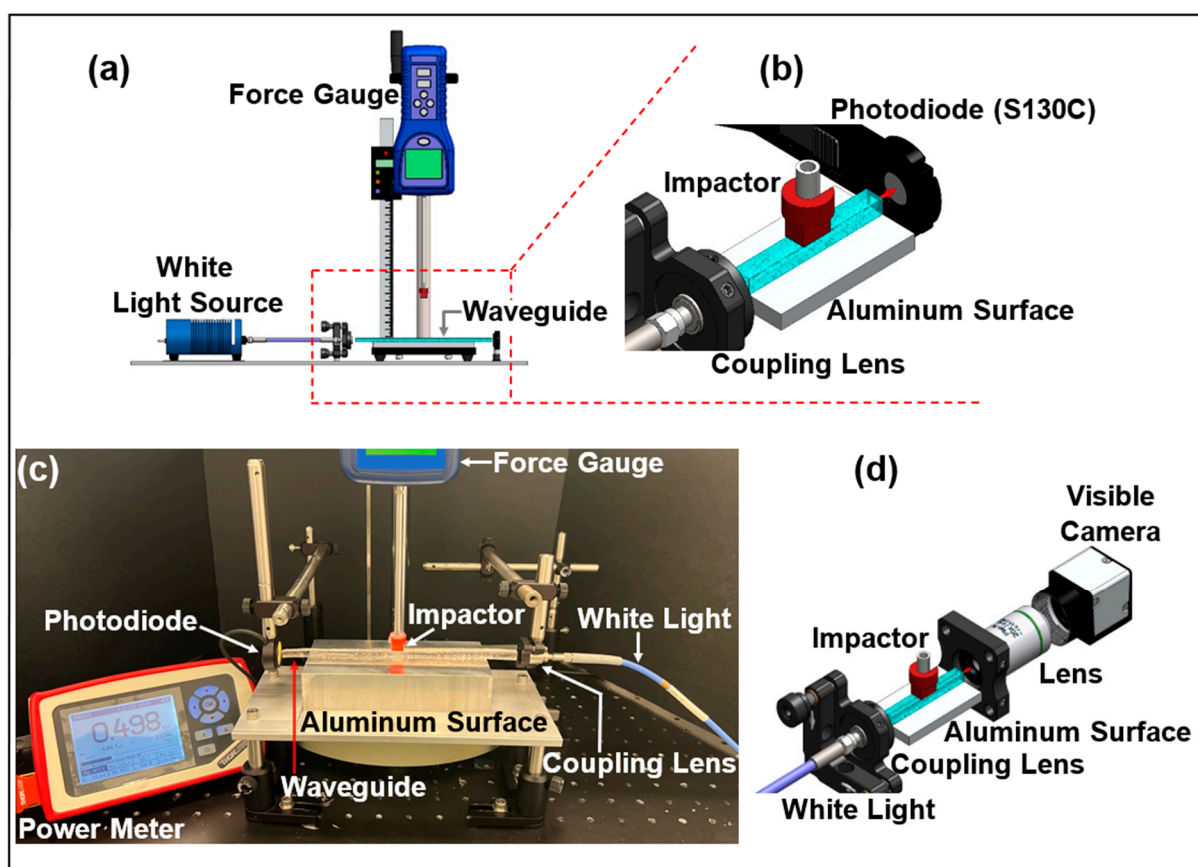 (a)
Force Gauge
White
Light Source
Waveguide
(b)
Photodiode (S130C)
Impactor
Aluminum Surface
Coupling Lens
(c)
Force Gauge
Photodiode
Impactor
White Light
0.498
Aluminum Surface
Waveguide
Coupling Lens
Power Meter
(d)
Visible
Camera
Impactor
Lens
Aluminum Surface
Coupling Lens
White Light